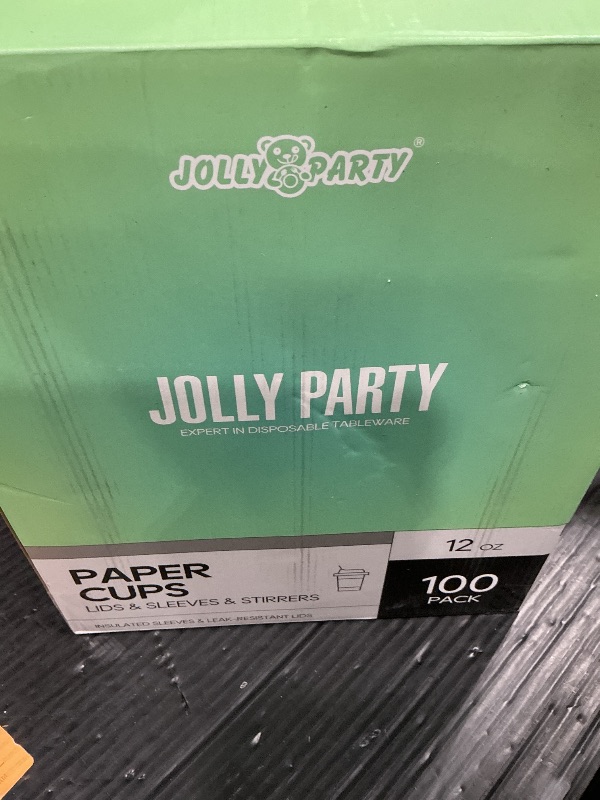 JOLLY PARTY®
JOLLY PARTY
EXPERT IN DISPOSABLE TABLEWARE
PAPER
CUPS
LIDS & SLEEVES & STIRRERS
INSULATED SLEEVES & LEAK-RESISTANT LIDS
12 OZ
100
PACK